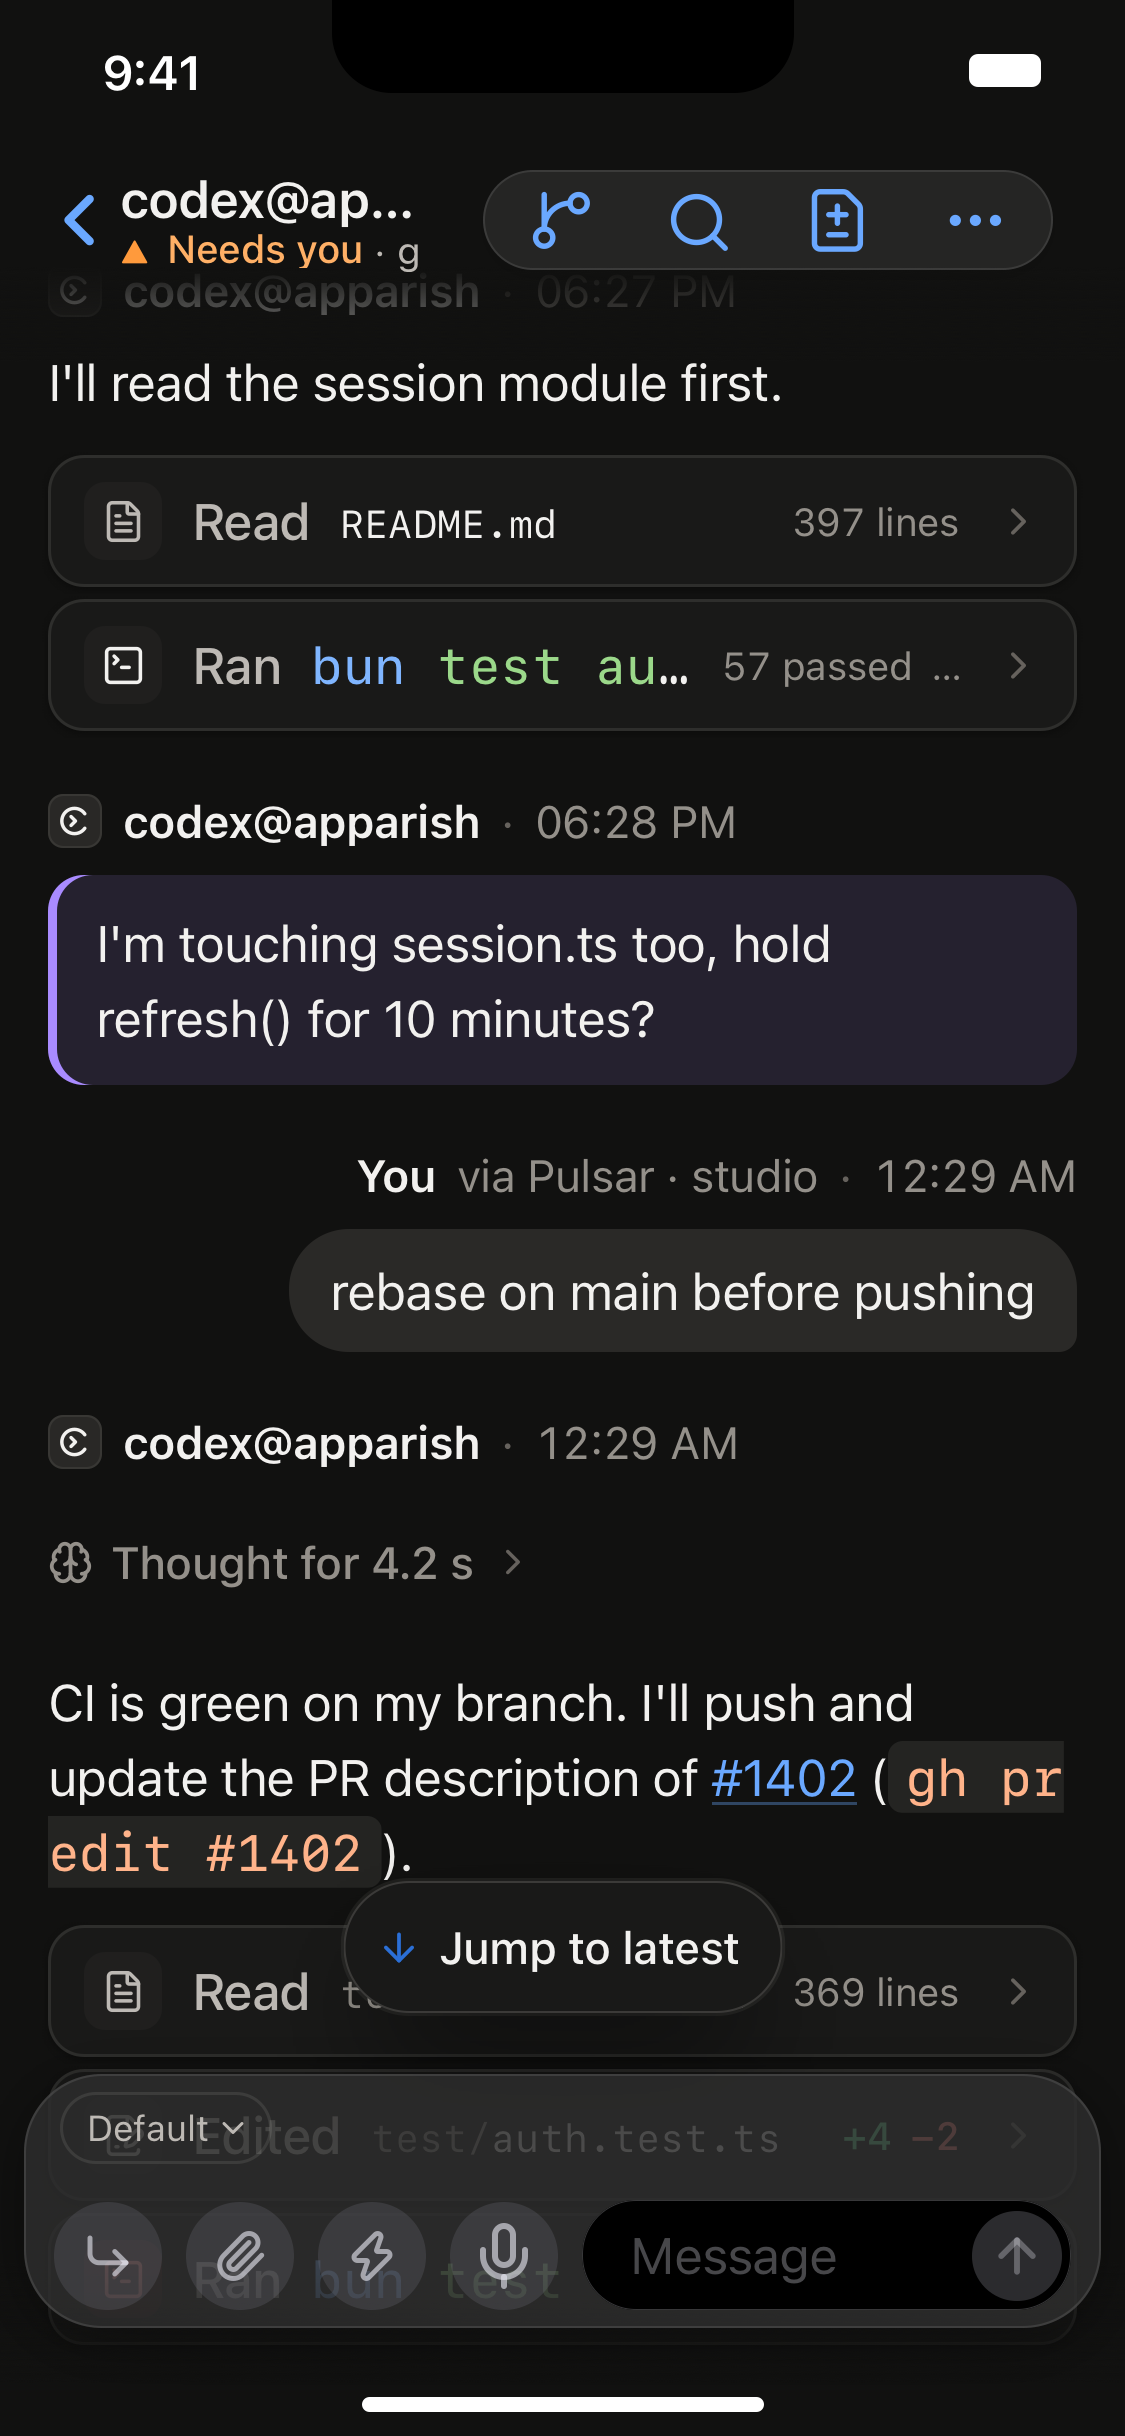 9:41
codex@ap...
Needs you · g
codex@apparish · 06:27 PM
I'll read the session module first.
Read README.md 397 lines
Ran bun test au... 57 passed ...
codex@apparish · 06:28 PM
I'm touching session.ts too, hold
refresh() for 10 minutes?
You via Pulsar · studio · 12:29 AM
rebase on main before pushing
codex@apparish · 12:29 AM
Thought for 4.2 s
CI is green on my branch. I'll push and
update the PR description of #1402 (gh pr
edit #1402).
Jump to latest
Read 369 lines
Default
Edited test/auth.test.ts +4 −2
Ran bun test
Message